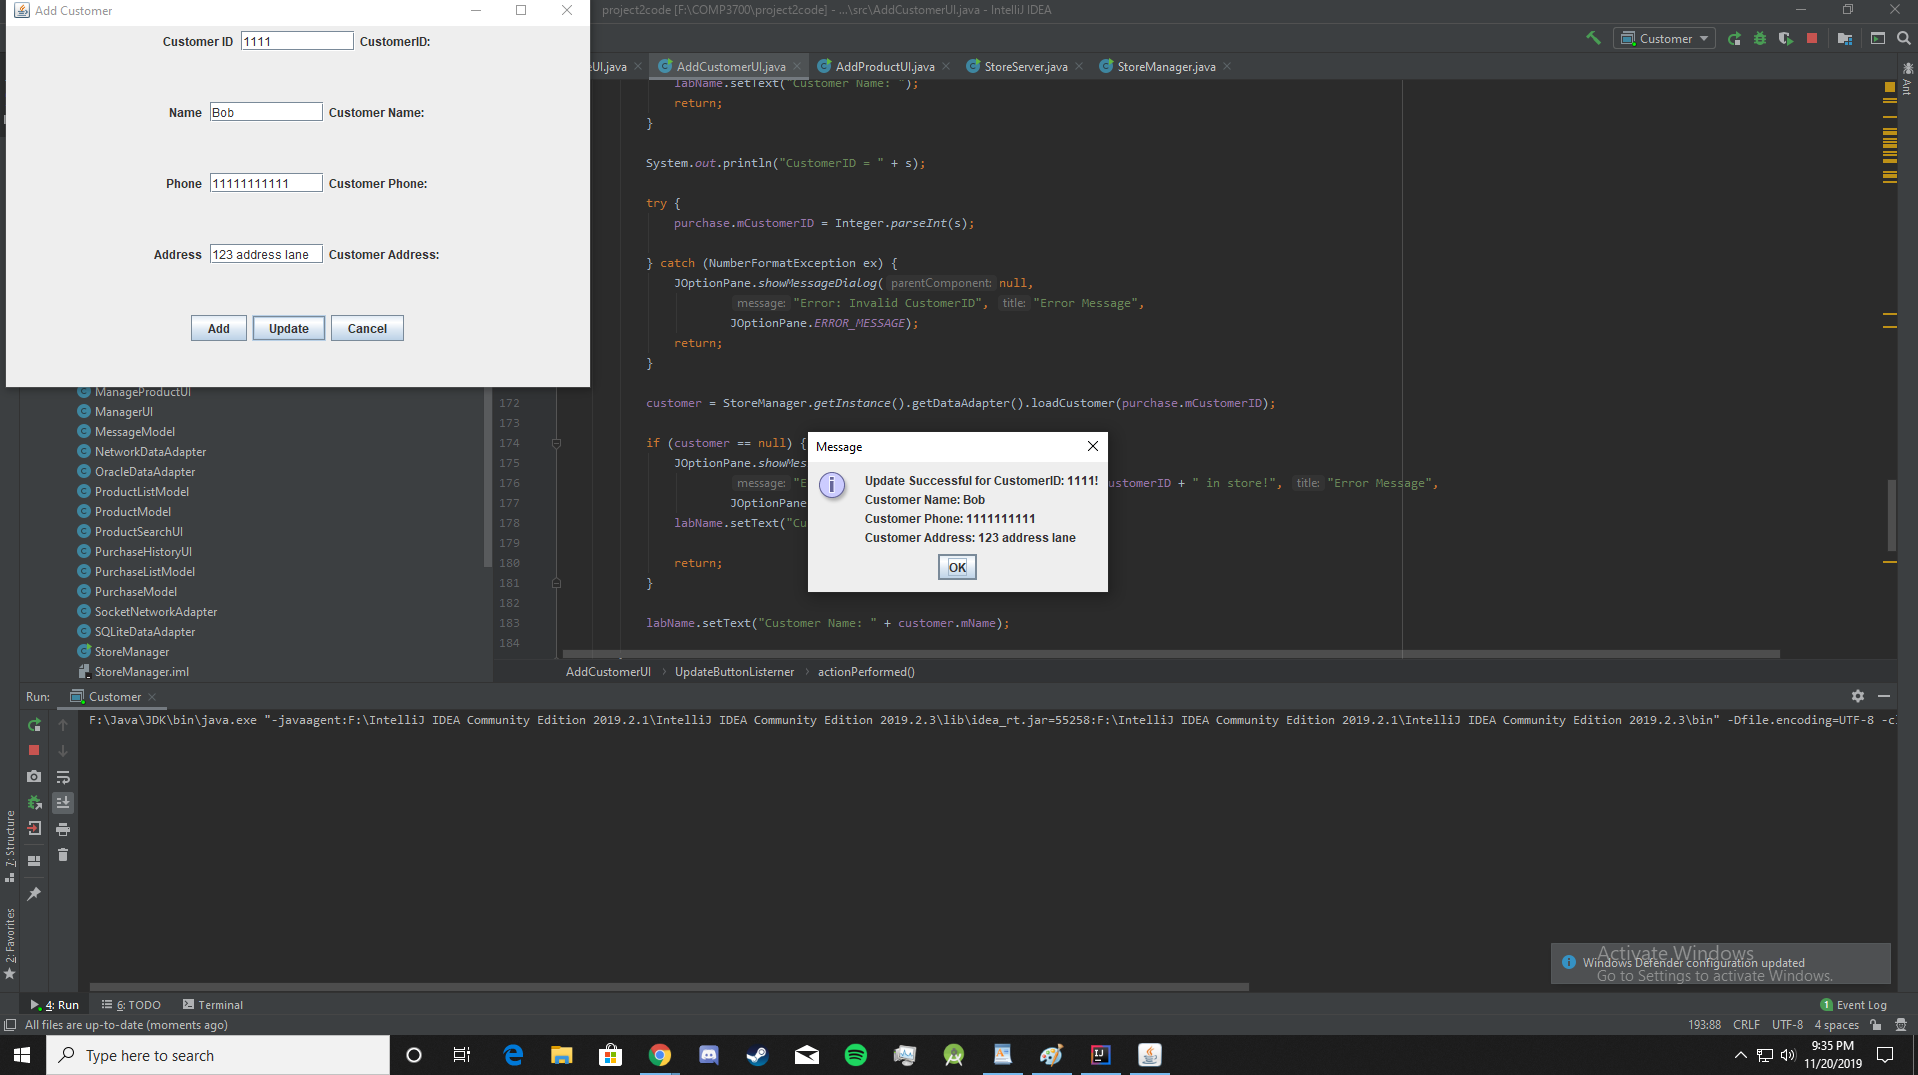 Add Customer
project2code [F:\COMP3700\project2code] - ...\src\AddCustomerUI.java - IntelliJ IDEA
Customer ID 1111 CustomerID:
Customer
eUI.java AddCustomerUI.java AddProductUI.java StoreServer.java StoreManager.java
Ant
labName.setText("Customer Name: ");
return;
}
Name Bob Customer Name:
System.out.println("CustomerID = " + s);
Phone 11111111111 Customer Phone:
try {
purchase.mCustomerID = Integer.parseInt(s);
Address 123 address lane Customer Address:
} catch (NumberFormatException ex) {
JOptionPane.showMessageDialog( parentComponent: null,
message: "Error: Invalid CustomerID", title: "Error Message",
JOptionPane.ERROR_MESSAGE);
Add Update Cancel
return;
}
ManageProductUI
ManagerUI
MessageModel
NetworkDataAdapter
OracleDataAdapter
ProductListModel
ProductModel
ProductSearchUI
PurchaseHistoryUI
PurchaseListModel
PurchaseModel
SocketNetworkAdapter
SQLiteDataAdapter
StoreManager
StoreManager.iml
172 customer = StoreManager.getInstance().getDataAdapter().loadCustomer(purchase.mCustomerID);
173
174 if (customer == null) {
175 JOptionPane.showMes
176 message: "E ustomerID + " in store!", title: "Error Message",
177 JOptionPane
178 labName.setText("Cu
179
180 return;
181 }
182
183 labName.setText("Customer Name: " + customer.mName);
184
Message
Update Successful for CustomerID: 1111!
Customer Name: Bob
Customer Phone: 1111111111
Customer Address: 123 address lane
OK
AddCustomerUI UpdateButtonListerner actionPerformed()
Run: Customer
F:\Java\JDK\bin\java.exe "-javaagent:F:\IntelliJ IDEA Community Edition 2019.2.1\IntelliJ IDEA Community Edition 2019.2.3\lib\idea_rt.jar=55258:F:\IntelliJ IDEA Community Edition 2019.2.1\IntelliJ IDEA Community Edition 2019.2.3\bin" -Dfile.encoding=UTF-8 -c
7: Structure
2: Favorites
Activate Windows
Windows Defender configuration updated
Go to Settings to activate Windows.
4: Run 6: TODO Terminal
1 Event Log
All files are up-to-date (moments ago)
193:88 CRLF UTF-8 4 spaces
Type here to search
9:35 PM
11/20/2019